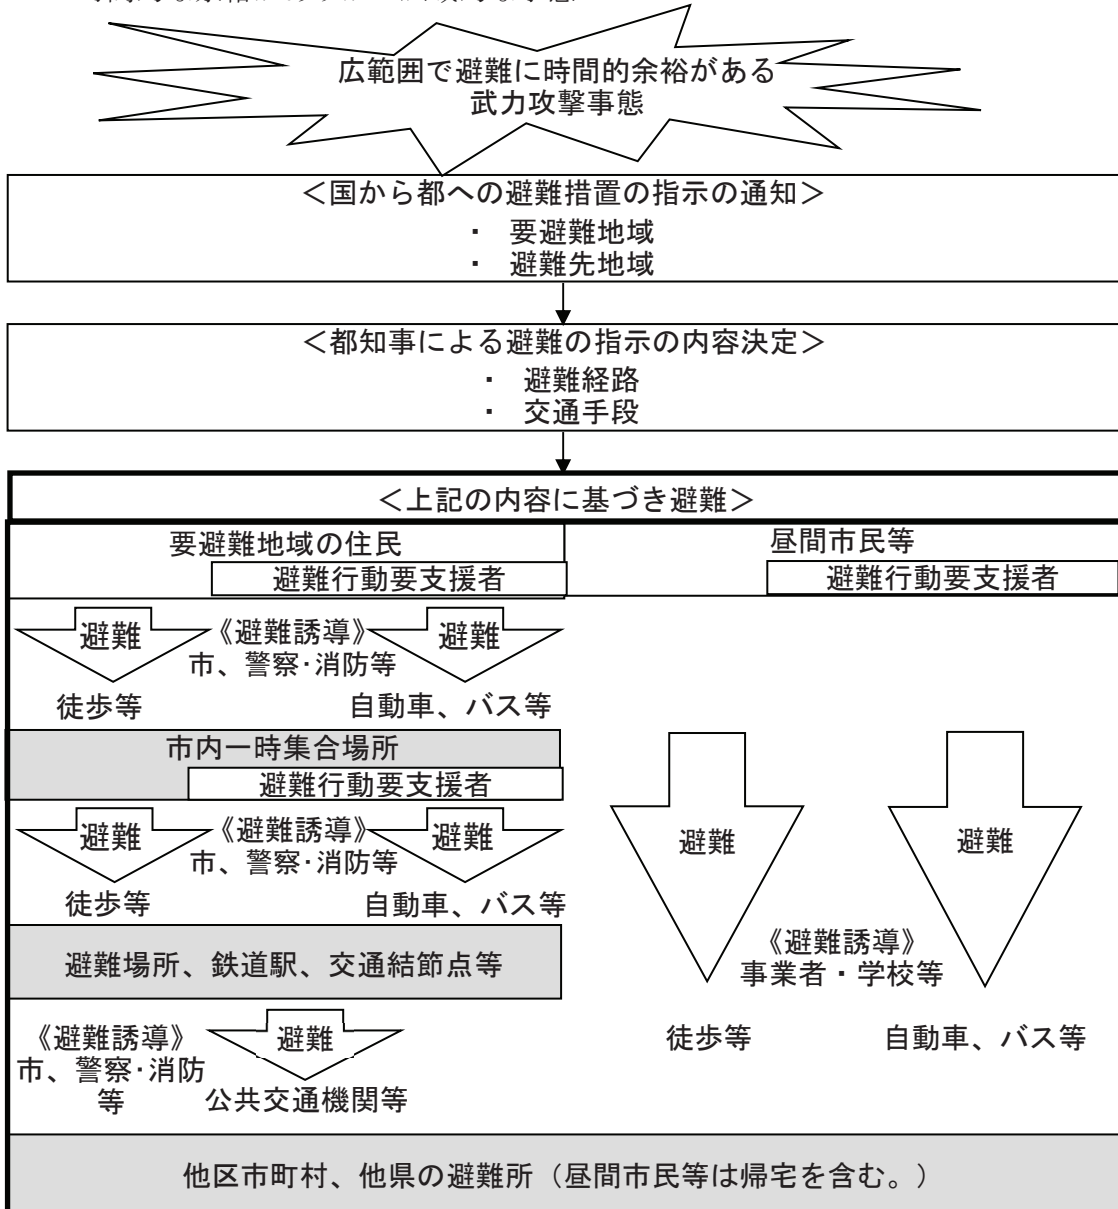 広範囲で避難に時間的余裕がある
武力攻撃事態
＜国から都への避難措置の指示の通知＞
・ 要避難地域
・ 避難先地域
＜都知事による避難の指示の内容決定＞
・ 避難経路
・ 交通手段
＜上記の内容に基づき避難＞
要避難地域の住民
避難行動要支援者
昼間市民等
避難行動要支援者
避難
《避難誘導》
市、警察･消防等
避難
徒歩等
自動車、バス等
市内一時集合場所
避難行動要支援者
避難
《避難誘導》
市、警察･消防等
避難
徒歩等
自動車、バス等
避難場所、鉄道駅、交通結節点等
《避難誘導》
市、警察･消防
等
避難
公共交通機関等
避難
避難
《避難誘導》
事業者・学校等
徒歩等
自動車、バス等
他区市町村、他県の避難所（昼間市民等は帰宅を含む。）